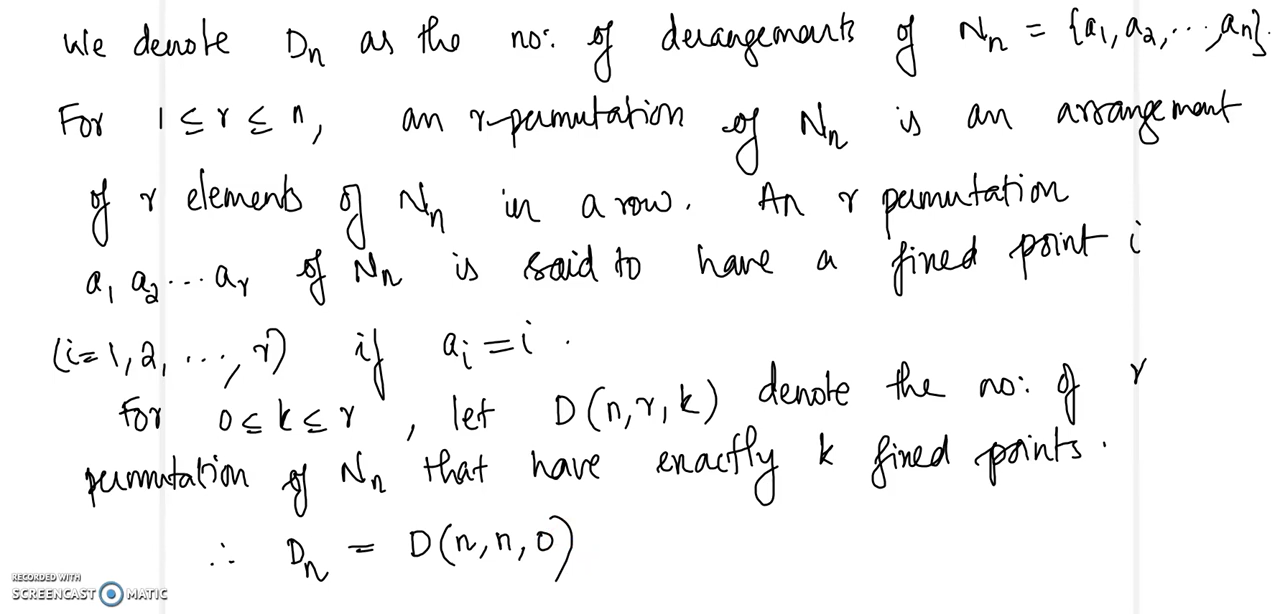 We denote Dn as the no: of derangements of Nn = {a1, a2, ..., an}.
For 1 ≤ r ≤ n, an r-permutation of Nn is an arrangement
of r elements of Nn in a row. An r permutation
a1 a2 ... ar of Nn is said to have a fixed point i
(i=1, 2, ..., r) if ai = i.
For 0 ≤ k ≤ r, let D(n, r, k) denote the no: of r
permutation of Nn that have exactly k fixed points.
∴ Dn = D(n, n, 0)
RECORDED WITH
SCREENCAST MATIC